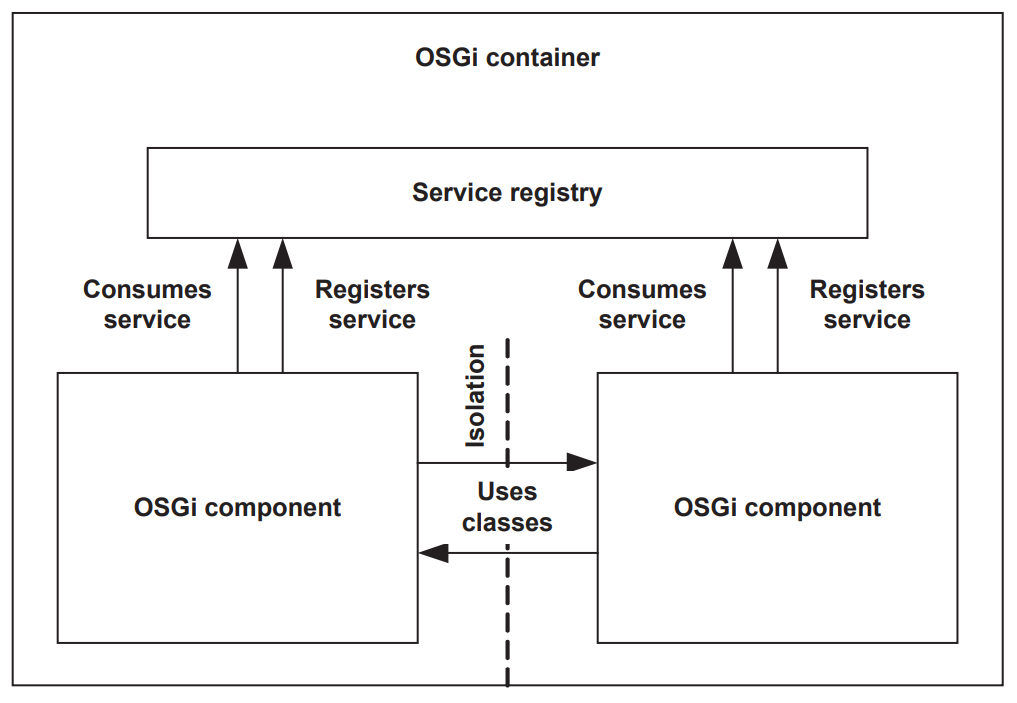 OSGi container
Service registry
Consumes
service
Registers
service
Consumes
service
Registers
service
Isolation
Uses
classes
OSGi component
OSGi component